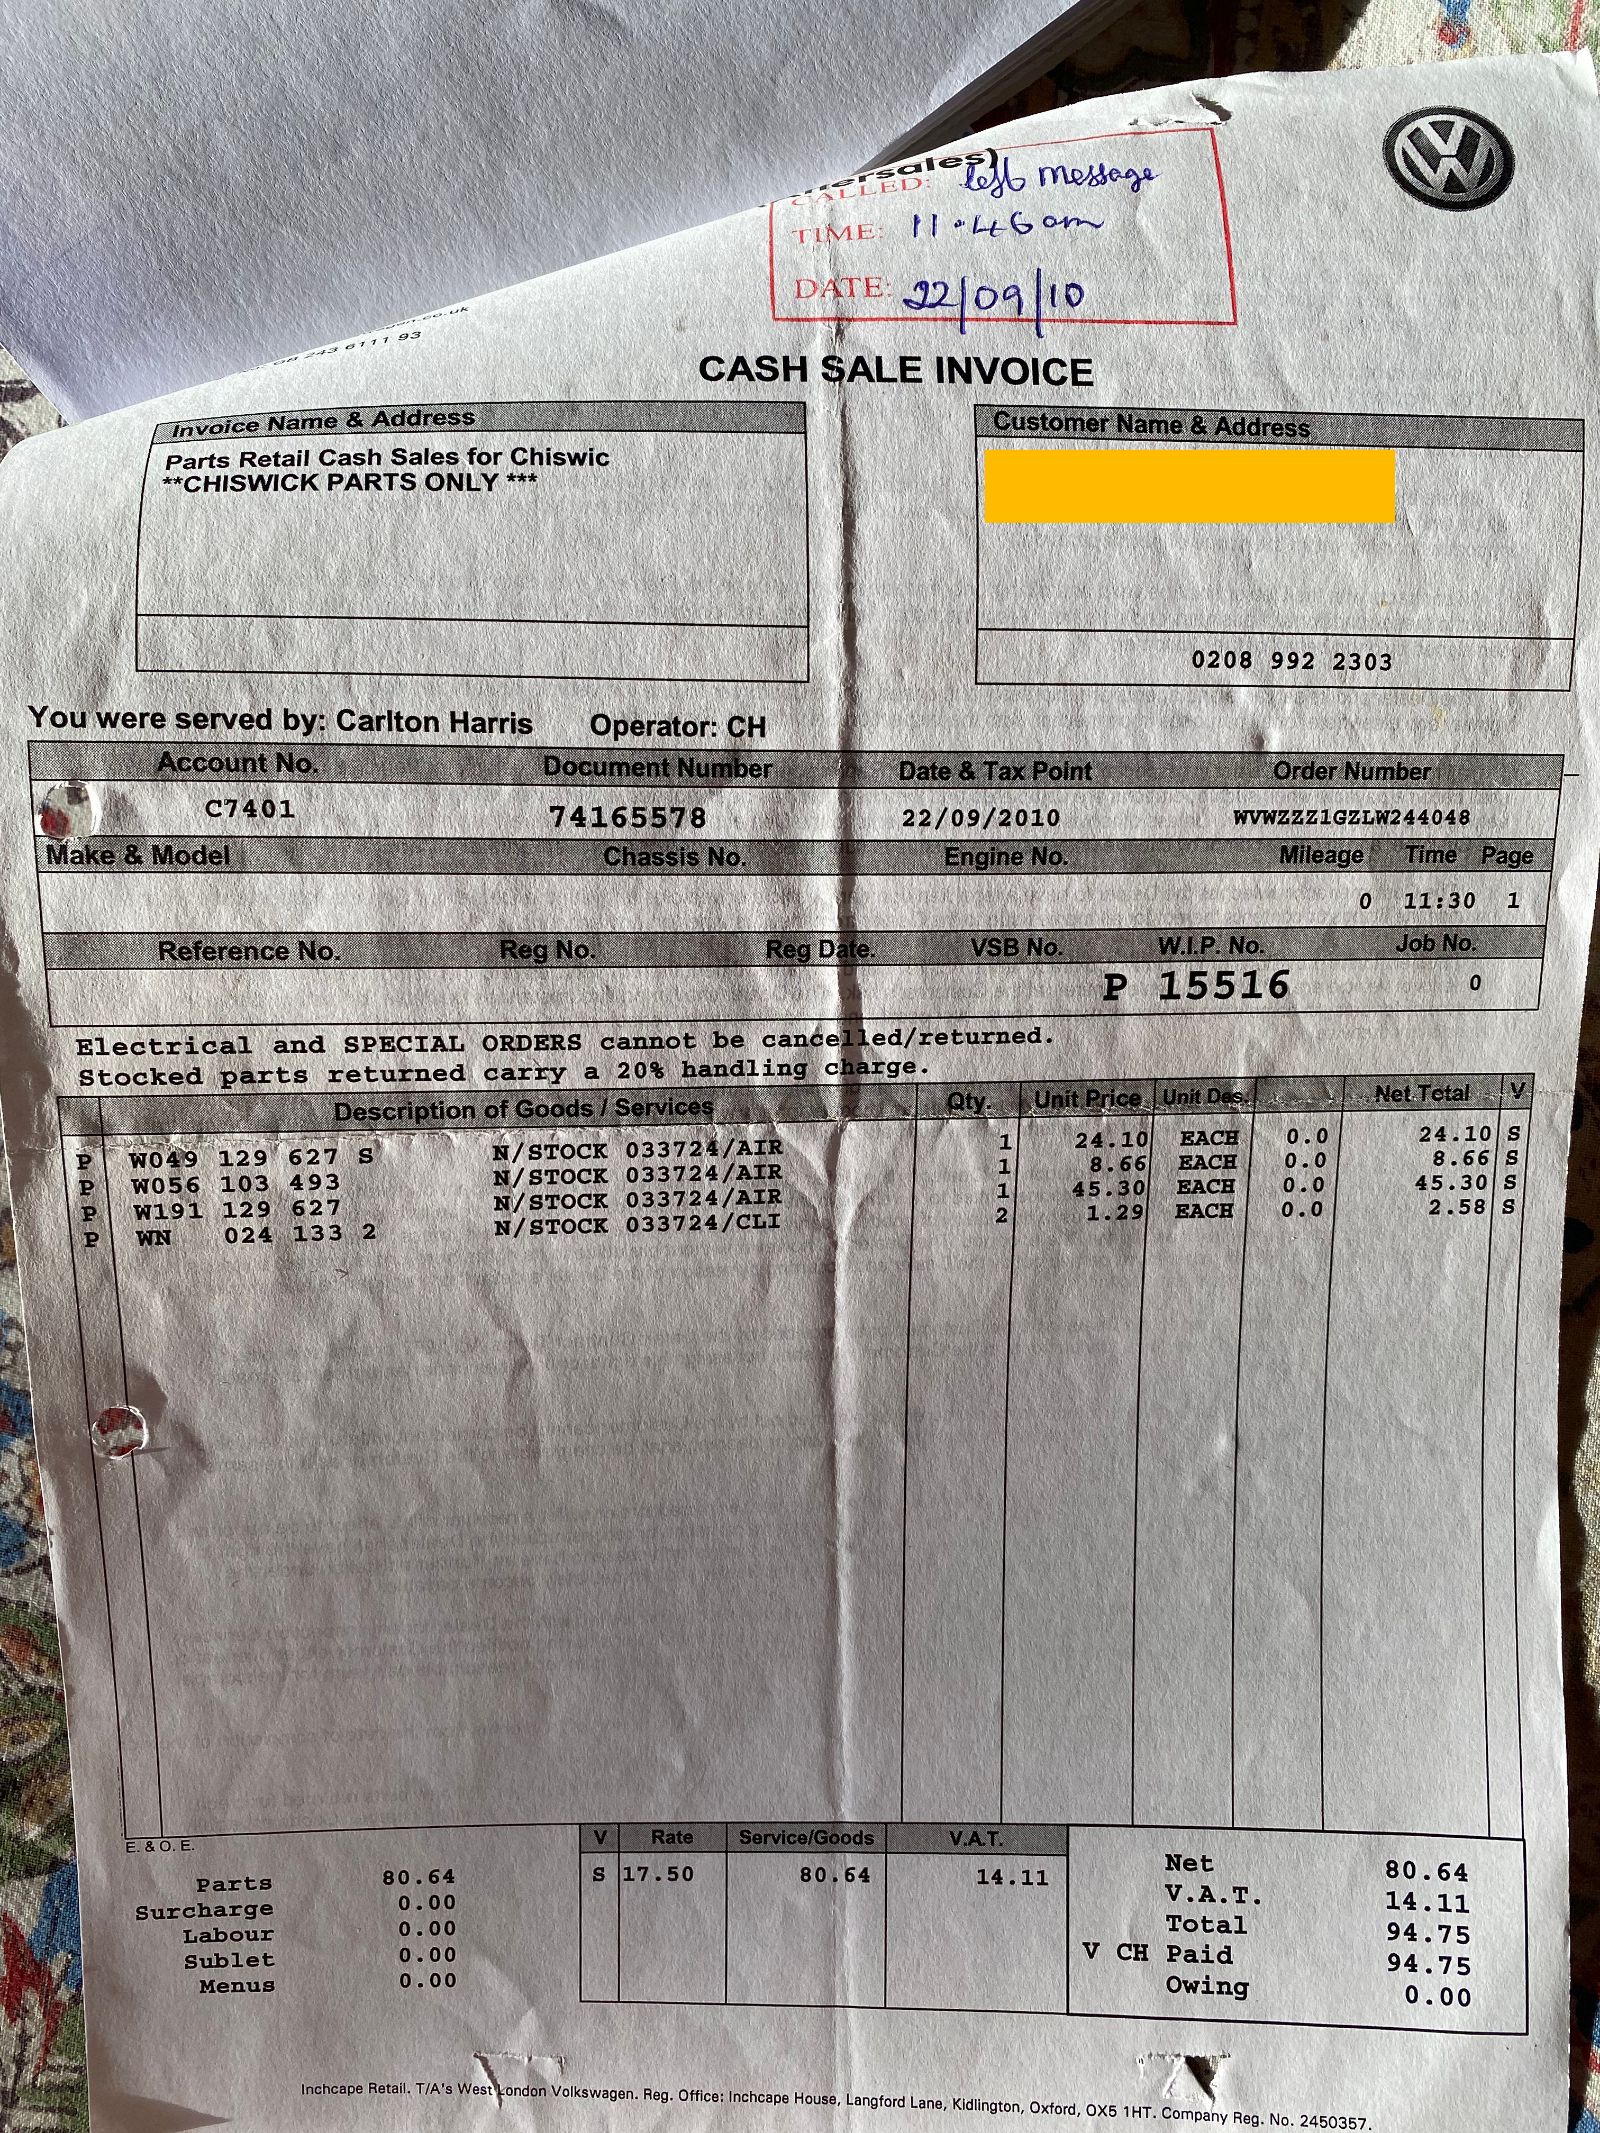 CALLED: left message
TIME: 11.46am
DATE: 22/09/10
243 6111 93
CASH SALE INVOICE
Invoice Name & Address
Parts Retail Cash Sales for Chiswic
**CHISWICK PARTS ONLY ***
Customer Name & Address
0208 992 2303
You were served by: Carlton Harris Operator: CH
Account No. Document Number Date & Tax Point Order Number
C7401 74165578 22/09/2010 WVWZZZ1GZLW244048
Make & Model Chassis No. Engine No. Mileage Time Page
0 11:30 1
Reference No. Reg No. Reg Date. VSB No. W.I.P. No. Job No.
P 15516 0
Electrical and SPECIAL ORDERS cannot be cancelled/returned.
Stocked parts returned carry a 20% handling charge.
Description of Goods / Services Qty. Unit Price Unit Des. Net Total V
P W049 129 627 S N/STOCK 033724/AIR 1 24.10 EACH 0.0 24.10 S
P W056 103 493 N/STOCK 033724/AIR 1 8.66 EACH 0.0 8.66 S
P W191 129 627 N/STOCK 033724/AIR 1 45.30 EACH 0.0 45.30 S
P WN 024 133 2 N/STOCK 033724/CLI 2 1.29 EACH 0.0 2.58 S
E. & O. E.
Parts 80.64
Surcharge 0.00
Labour 0.00
Sublet 0.00
Menus 0.00
V Rate Service/Goods V.A.T.
S 17.50 80.64 14.11
Net 80.64
V.A.T. 14.11
Total 94.75
V CH Paid 94.75
Owing 0.00
Inchcape Retail. T/A's West London Volkswagen. Reg. Office: Inchcape House, Langford Lane, Kidlington, Oxford, OX5 1HT. Company Reg. No. 2450357.